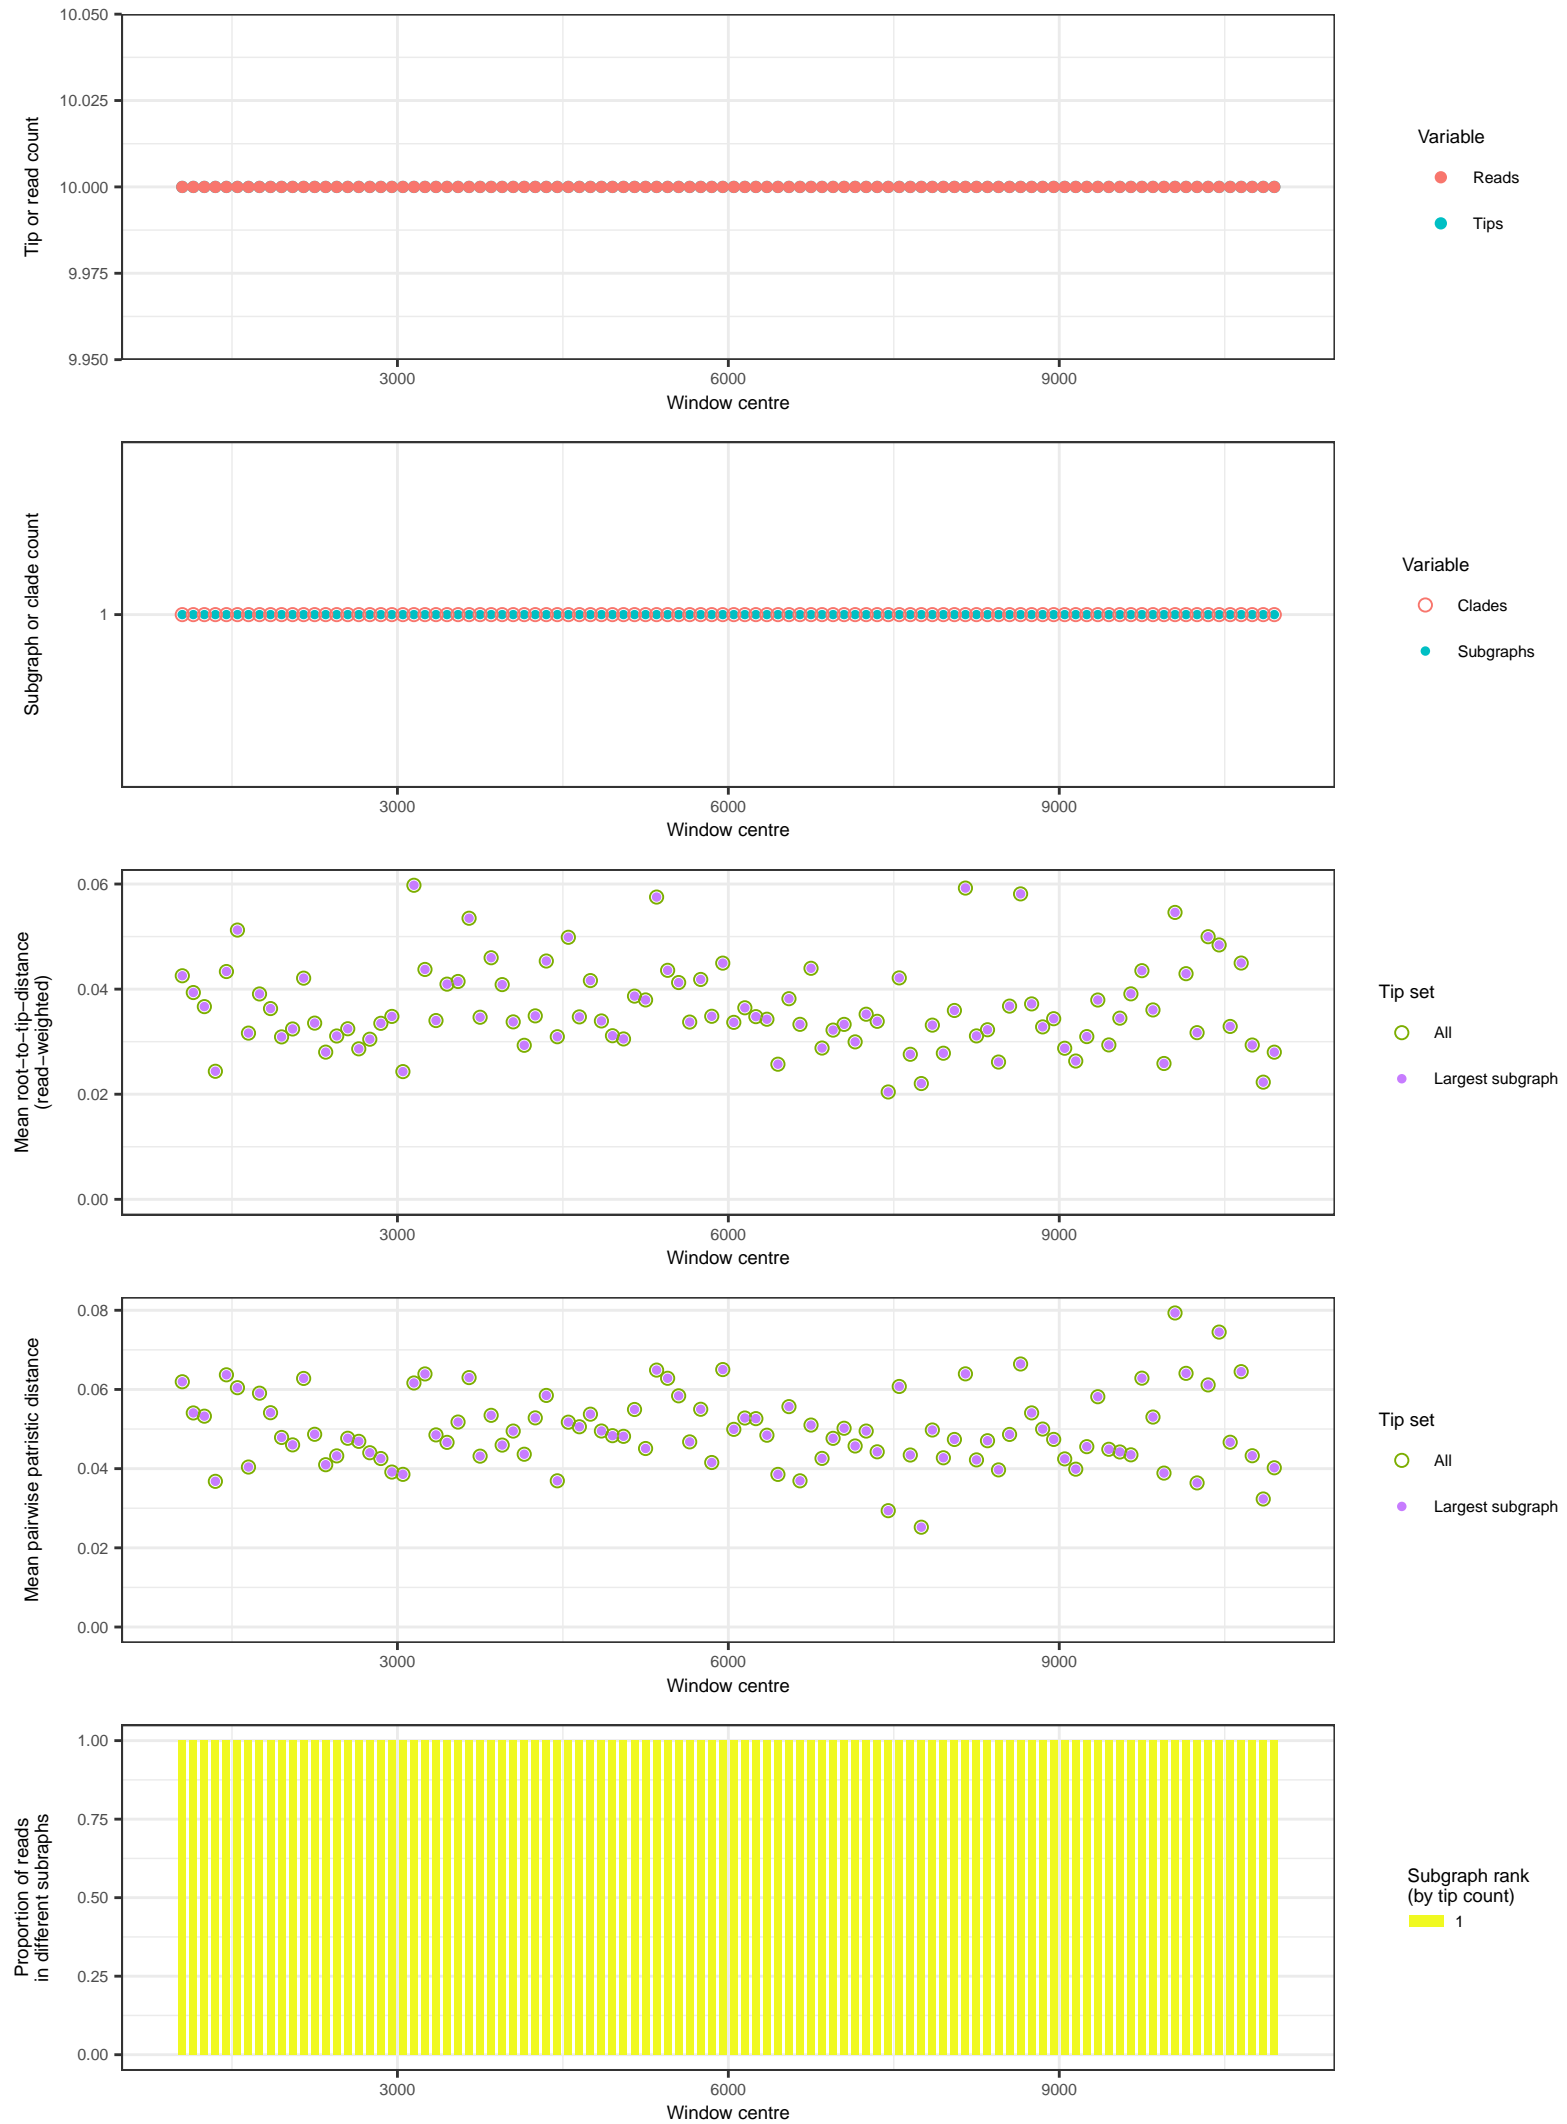 10.050
10.025
10.000
9.975
9.950
Tip or read count
3000
6000
9000
Window centre
Variable
Reads
Tips
1
Subgraph or clade count
3000
6000
9000
Window centre
Variable
Clades
Subgraphs
0.06
0.04
0.02
0.00
Mean root−to−tip−distance
(read−weighted)
3000
6000
9000
Window centre
Tip set
All
Largest subgraph
0.08
0.06
0.04
0.02
0.00
Mean pairwise patristic distance
3000
6000
9000
Window centre
Tip set
All
Largest subgraph
1.00
0.75
0.50
0.25
0.00
Proportion of reads
in different subraphs
3000
6000
9000
Window centre
Subgraph rank
(by tip count)
1